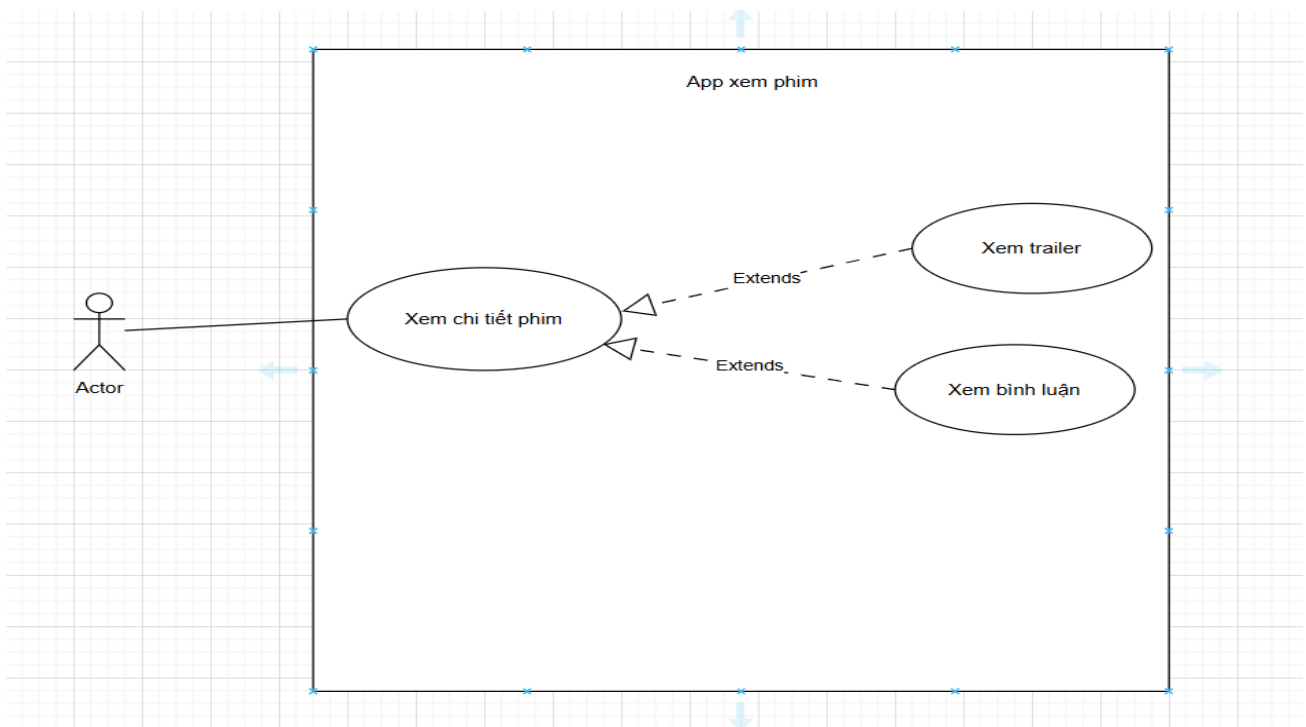 App xem phim
Xem trailer
Extends
Xem chi tiết phim
Extends
Xem bình luận
Actor